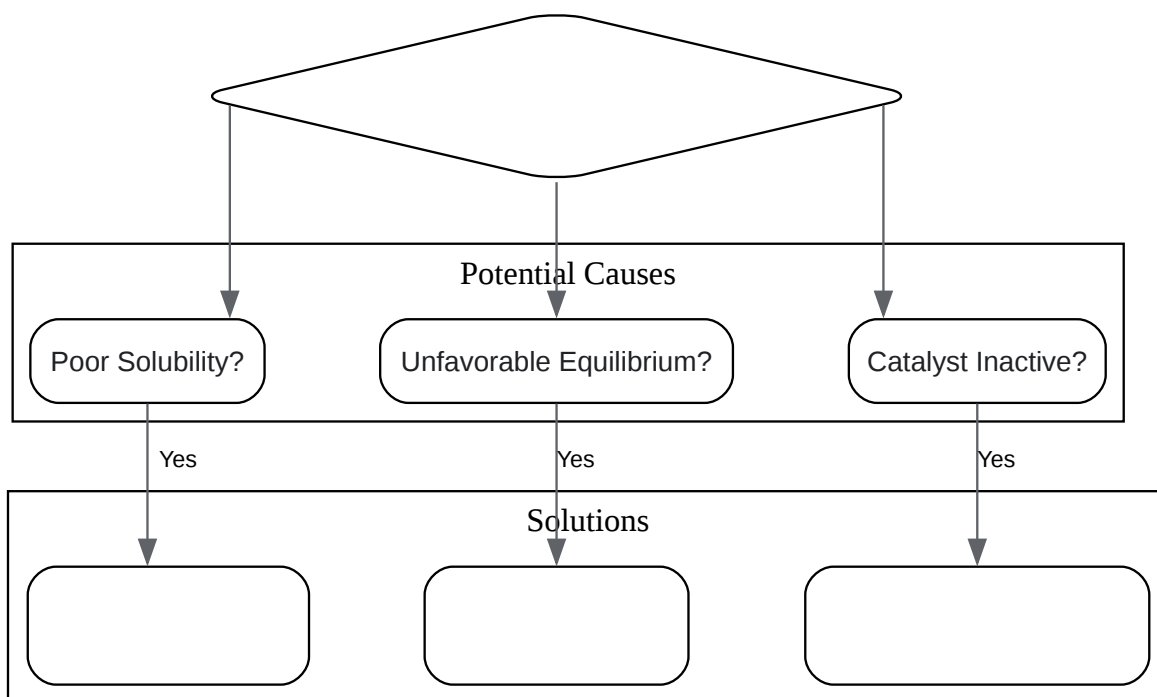 Potential Causes
Poor Solubility?
Unfavorable Equilibrium?
Catalyst Inactive?
Yes
Yes
Yes
Solutions